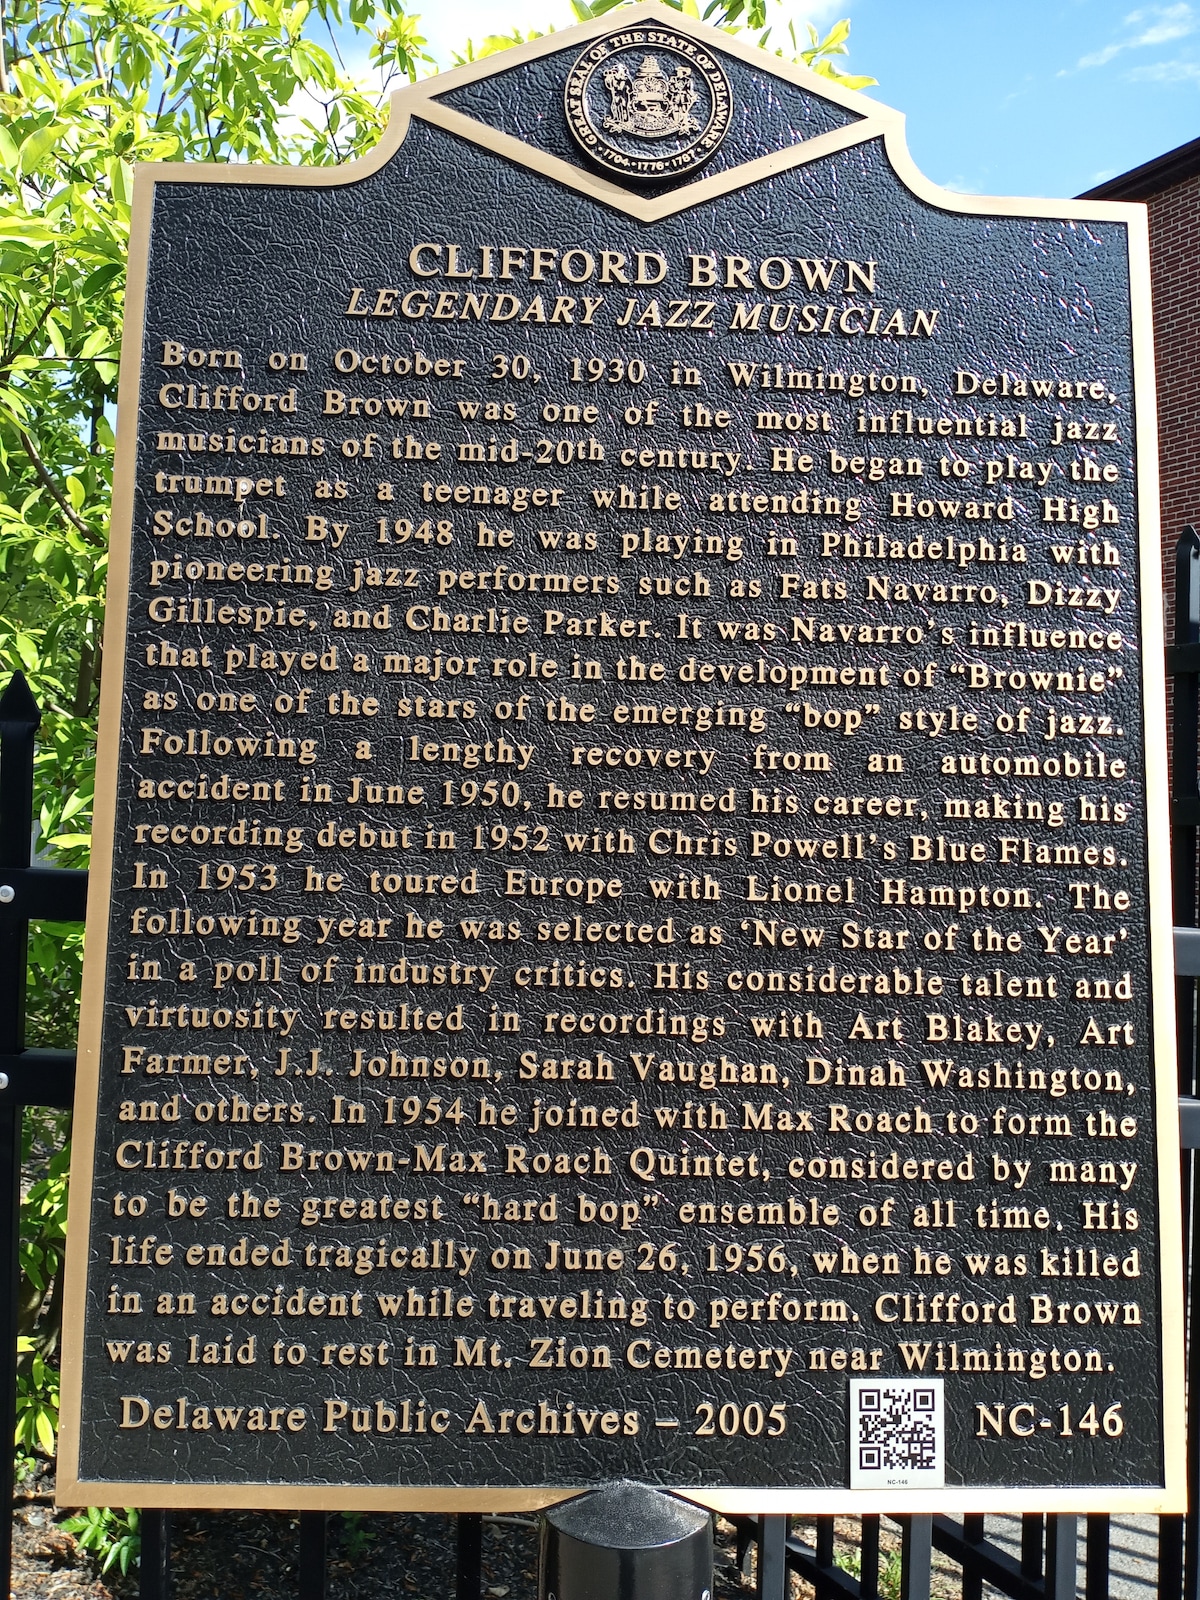 GREAT SEAL OF THE STATE OF DELAWARE
1704 · 1776 · 1787
CLIFFORD BROWN
LEGENDARY JAZZ MUSICIAN
Born on October 30, 1930 in Wilmington, Delaware,
Clifford Brown was one of the most influential jazz
musicians of the mid-20th century. He began to play the
trumpet as a teenager while attending Howard High
School. By 1948 he was playing in Philadelphia with
pioneering jazz performers such as Fats Navarro, Dizzy
Gillespie, and Charlie Parker. It was Navarro's influence
that played a major role in the development of "Brownie"
as one of the stars of the emerging "bop" style of jazz.
Following a lengthy recovery from an automobile
accident in June 1950, he resumed his career, making his
recording debut in 1952 with Chris Powell's Blue Flames.
In 1953 he toured Europe with Lionel Hampton. The
following year he was selected as 'New Star of the Year'
in a poll of industry critics. His considerable talent and
virtuosity resulted in recordings with Art Blakey, Art
Farmer, J.J. Johnson, Sarah Vaughan, Dinah Washington,
and others. In 1954 he joined with Max Roach to form the
Clifford Brown-Max Roach Quintet, considered by many
to be the greatest "hard bop" ensemble of all time. His
life ended tragically on June 26, 1956, when he was killed
in an accident while traveling to perform. Clifford Brown
was laid to rest in Mt. Zion Cemetery near Wilmington.
Delaware Public Archives – 2005 NC-146
NC-146